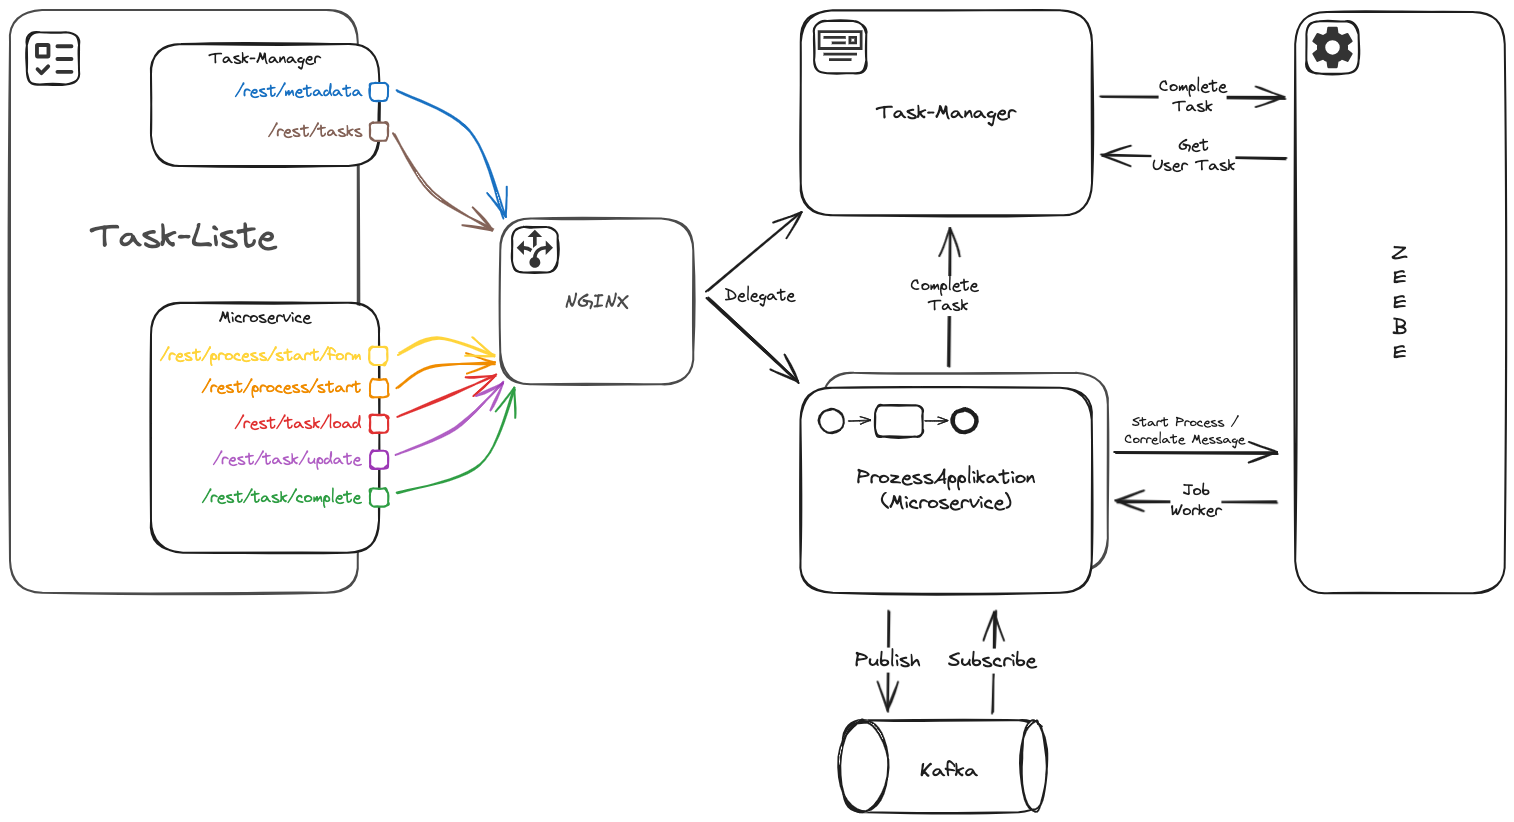 Task-Manager
/rest/metadata
/rest/tasks
Task-Liste
Microservice
/rest/process/start/form
/rest/process/start
/rest/task/load
/rest/task/update
/rest/task/complete
NGINX
Delegate
Task-Manager
Complete
Task
Get
User Task
Complete
Task
ProzessApplikation
(Microservice)
Start Process /
Correlate Message
Job
Worker
Z
E
E
B
E
Publish
Subscribe
Kafka